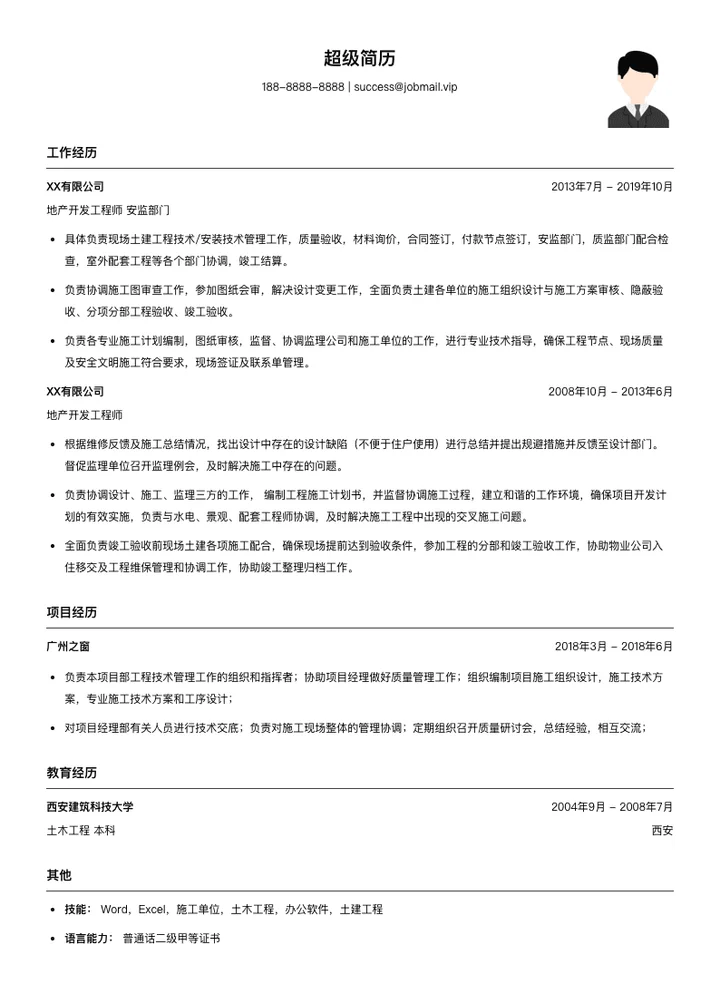 超级简历
188-8888-8888 | success@jobmail.vip
工作经历
XX有限公司 2013年7月 – 2019年10月
地产开发工程师 安监部门
• 具体负责现场土建工程技术/安装技术管理工作，质量验收，材料询价，合同签订，付款节点签订，安监部门，质监部门配合检
查，室外配套工程等各个部门协调，竣工结算。
• 负责协调施工图审查工作，参加图纸会审，解决设计变更工作，全面负责土建各单位的施工组织设计与施工方案审核、隐蔽验
收、分项分部工程验收、竣工验收。
• 负责各专业施工计划编制，图纸审核，监督、协调监理公司和施工单位的工作，进行专业技术指导，确保工程节点、现场质量
及安全文明施工符合要求，现场签证及联系单管理。
XX有限公司 2008年10月 – 2013年6月
地产开发工程师
• 根据维修反馈及施工总结情况，找出设计中存在的设计缺陷（不便于住户使用）进行总结并提出规避措施并反馈至设计部门。
督促监理单位召开监理例会，及时解决施工中存在的问题。
• 负责协调设计、施工、监理三方的工作， 编制工程施工计划书，并监督协调施工过程，建立和谐的工作环境，确保项目开发计
划的有效实施，负责与水电、景观、配套工程师协调，及时解决施工工程中出现的交叉施工问题。
• 全面负责竣工验收前现场土建各项施工配合，确保现场提前达到验收条件，参加工程的分部和竣工验收工作，协助物业公司入
住移交及工程维保管理和协调工作，协助竣工整理归档工作。
项目经历
广州之窗 2018年3月 – 2018年6月
• 负责本项目部工程技术管理工作的组织和指挥者；协助项目经理做好质量管理工作；组织编制项目施工组织设计，施工技术方
案，专业施工技术方案和工序设计；
• 对项目经理部有关人员进行技术交底；负责对施工现场整体的管理协调；定期组织召开质量研讨会，总结经验，相互交流；
教育经历
西安建筑科技大学 2004年9月 – 2008年7月
土木工程 本科 西安
其他
• 技能： Word，Excel，施工单位，土木工程，办公软件，土建工程
• 语言能力： 普通话二级甲等证书